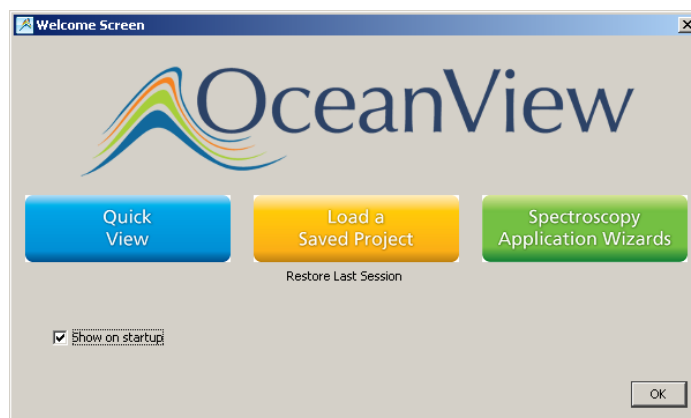 Welcome Screen
OceanView
Quick
View
Load a
Saved Project
Spectroscopy
Application Wizards
Restore Last Session
Show on startup
OK